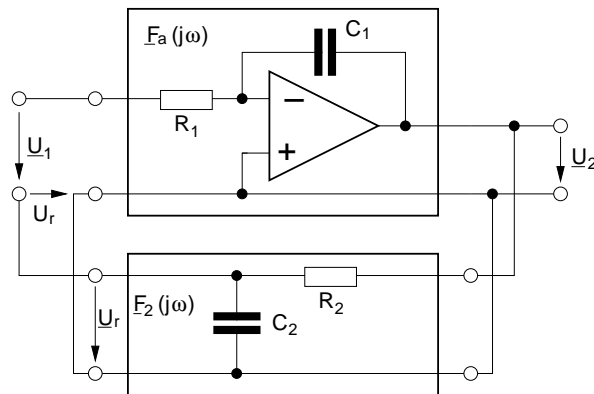 F̲a (jω)
C1
R1
−
+
U̲1
Ur
U̲2
F̲2 (jω)
R2
C2
U̲r